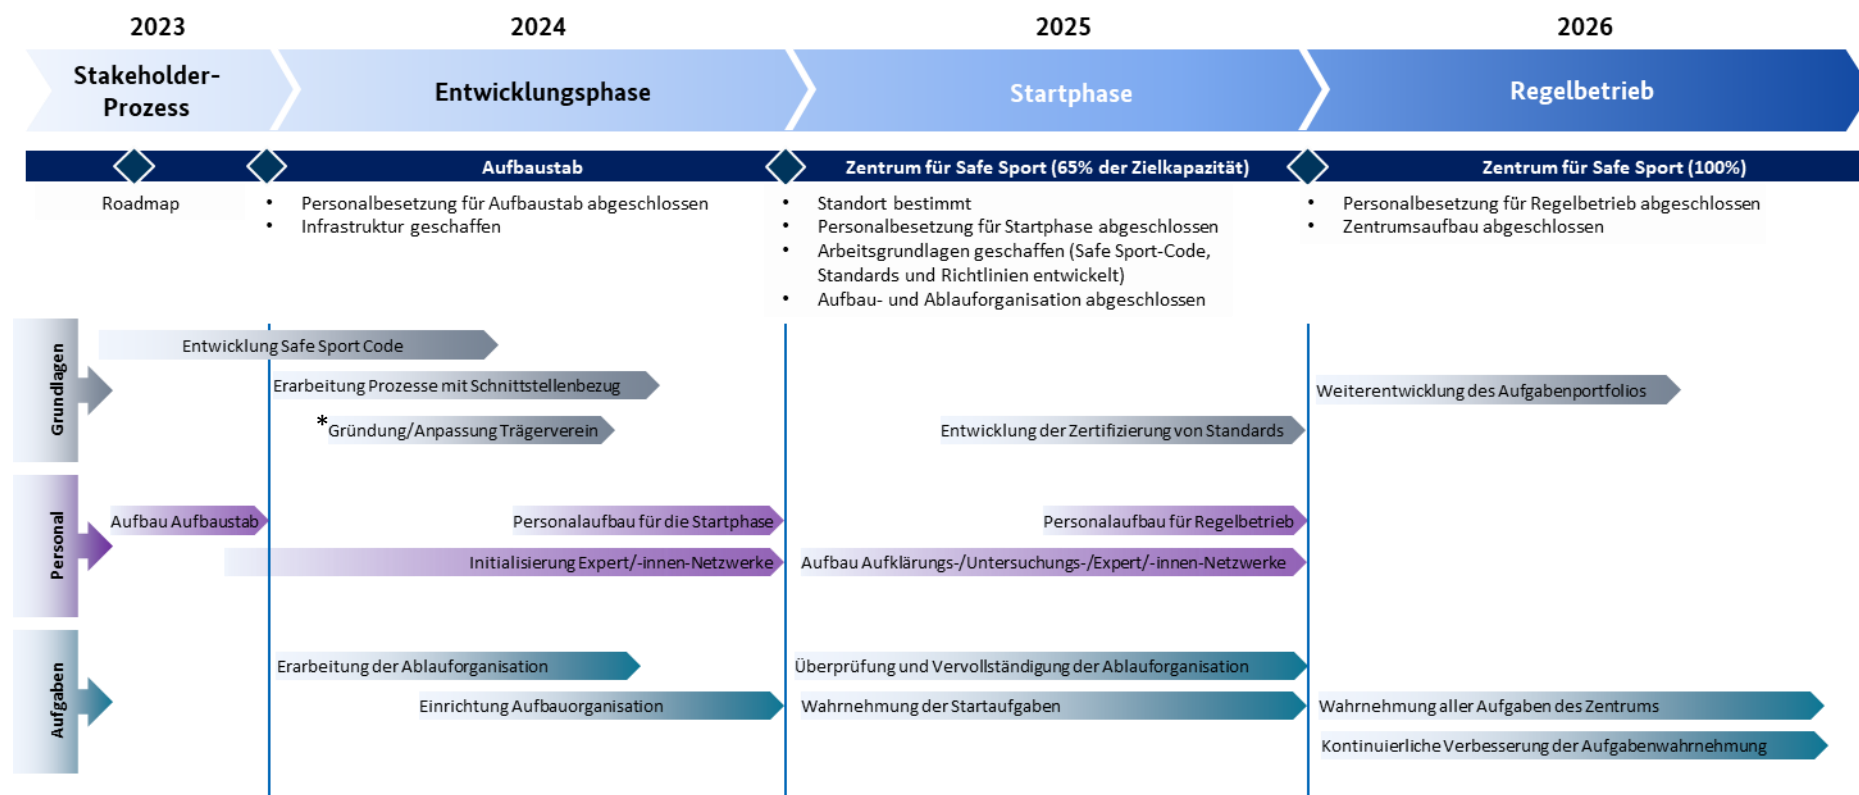 2023
2024
2025
2026
Stakeholder-
Prozess
Entwicklungsphase
Startphase
Regelbetrieb
Aufbaustab
Zentrum für Safe Sport (65% der Zielkapazität)
Zentrum für Safe Sport (100%)
Roadmap
• Personalbesetzung für Aufbaustab abgeschlossen
• Infrastruktur geschaffen
• Standort bestimmt
• Personalbesetzung für Startphase abgeschlossen
• Arbeitsgrundlagen geschaffen (Safe Sport-Code,
Standards und Richtlinien entwickelt)
• Aufbau- und Ablauforganisation abgeschlossen
• Personalbesetzung für Regelbetrieb abgeschlossen
• Zentrumsaufbau abgeschlossen
Grundlagen
Entwicklung Safe Sport Code
Erarbeitung Prozesse mit Schnittstellenbezug
Weiterentwicklung des Aufgabenportfolios
*Gründung/Anpassung Trägerverein
Entwicklung der Zertifizierung von Standards
Personal
Aufbau Aufbaustab
Personalaufbau für die Startphase
Personalaufbau für Regelbetrieb
Initialisierung Expert/-innen-Netzwerke
Aufbau Aufklärungs-/Untersuchungs-/Expert/-innen-Netzwerke
Aufgaben
Erarbeitung der Ablauforganisation
Überprüfung und Vervollständigung der Ablauforganisation
Einrichtung Aufbauorganisation
Wahrnehmung der Startaufgaben
Wahrnehmung aller Aufgaben des Zentrums
Kontinuierliche Verbesserung der Aufgabenwahrnehmung